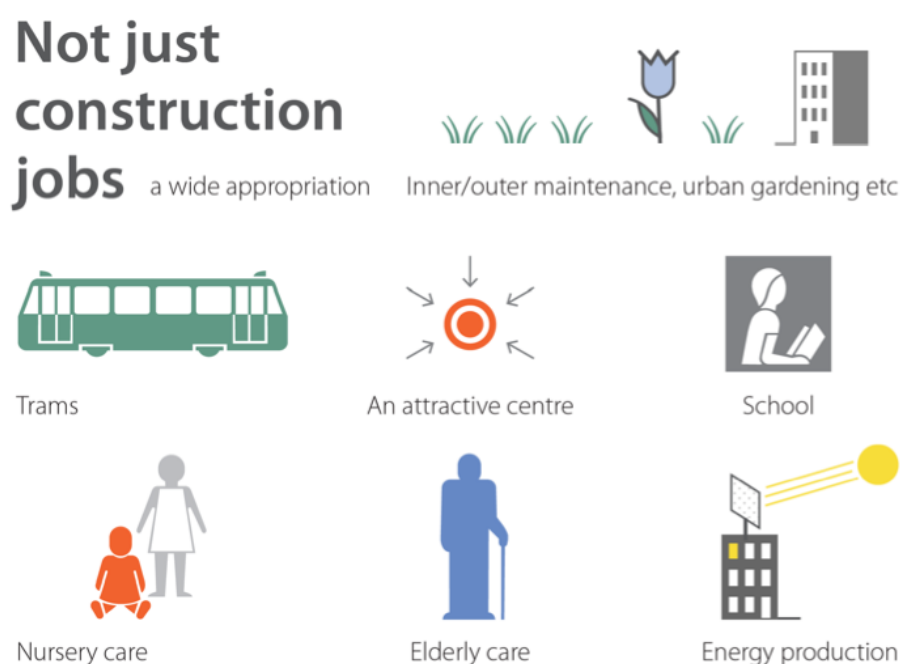 Not just
construction
jobs a wide appropriation
Inner/outer maintenance, urban gardening etc
Trams
An attractive centre
School
Nursery care
Elderly care
Energy production